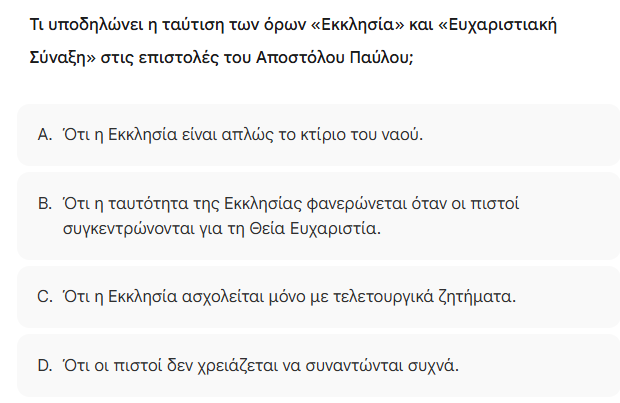 Τι υποδηλώνει η ταύτιση των όρων «Εκκλησία» και «Ευχαριστιακή
Σύναξη» στις επιστολές του Αποστόλου Παύλου;
A. Ότι η Εκκλησία είναι απλώς το κτίριο του ναού.
B. Ότι η ταυτότητα της Εκκλησίας φανερώνεται όταν οι πιστοί
συγκεντρώνονται για τη Θεία Ευχαριστία.
C. Ότι η Εκκλησία ασχολείται μόνο με τελετουργικά ζητήματα.
D. Ότι οι πιστοί δεν χρειάζεται να συναντώνται συχνά.